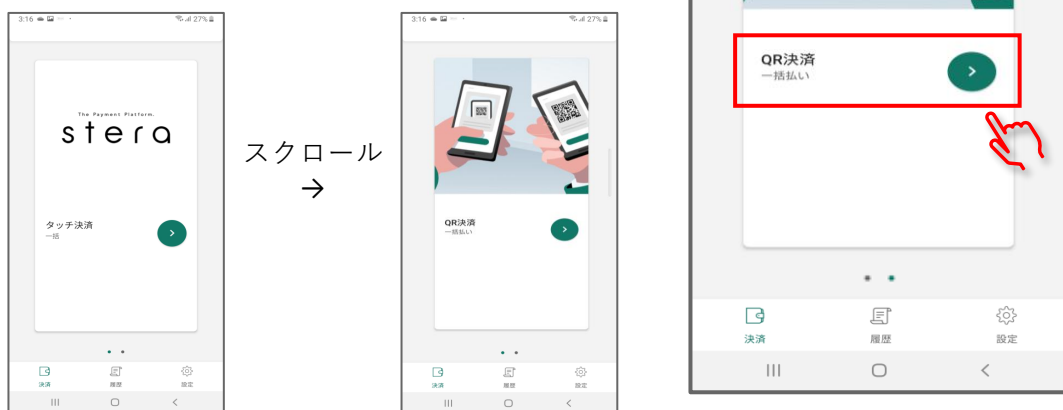 3:16
27%
The Payment Platform.
stera
タッチ決済
一括
決済
履歴
設定
スクロール
→
3:16
27%
QR決済
一括払い
決済
履歴
設定
QR決済
一括払い
決済
履歴
設定